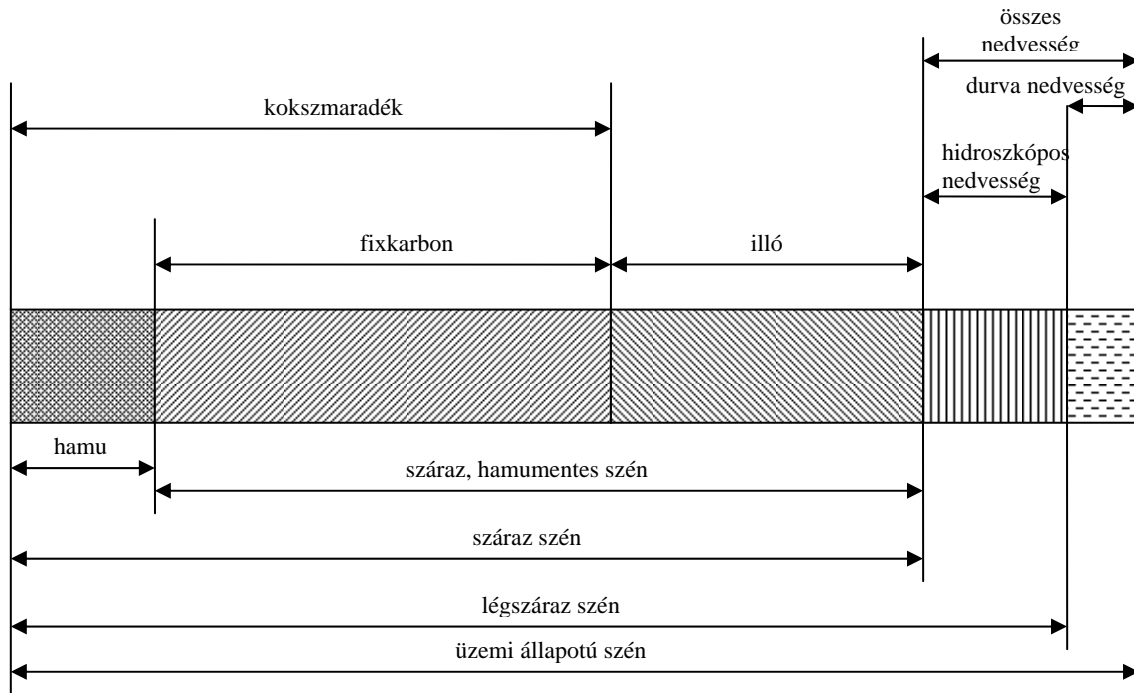 összes
nedvesség
durva nedvesség
kokszmaradék
hidroszkópos
nedvesség
fixkarbon
illó
hamu
száraz, hamumentes szén
száraz szén
légszáraz szén
üzemi állapotú szén